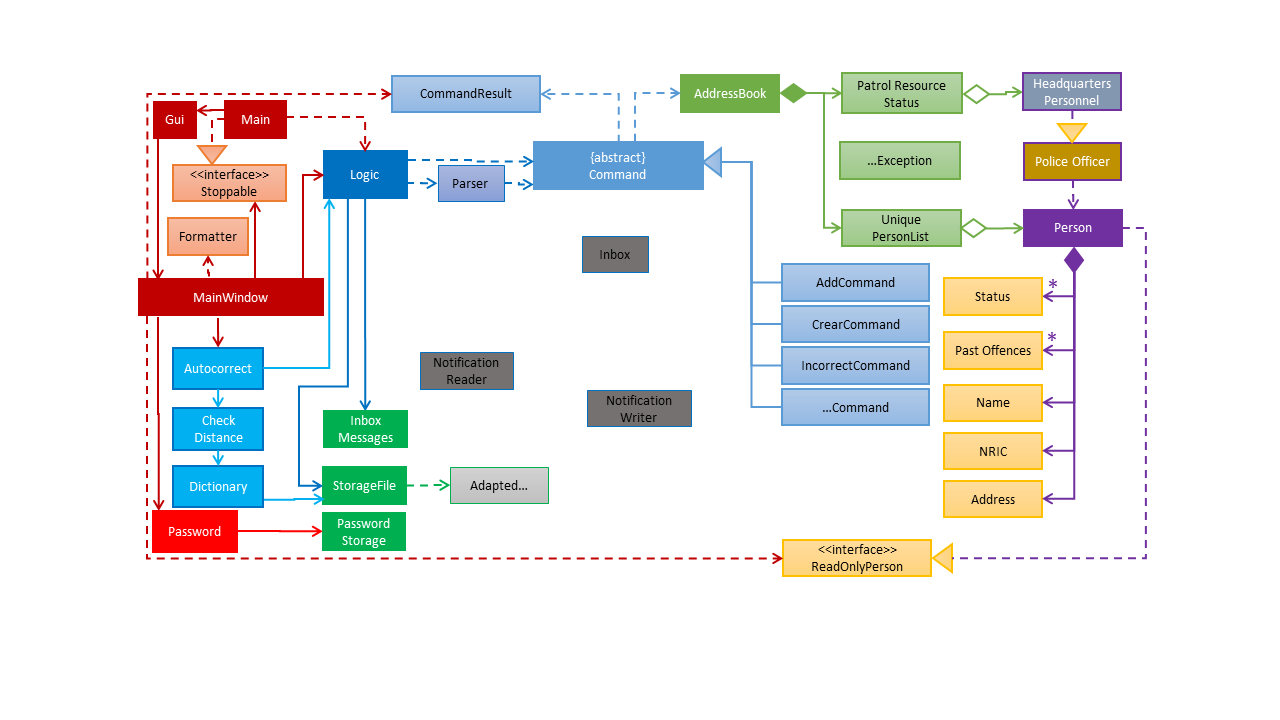 CommandResult
AddressBook
Patrol Resource
Status
Headquarters
Personnel
Gui
Main
<<interface>>
Stoppable
Logic
Parser
{abstract}
Command
...Exception
Police Officer
Formatter
Unique
PersonList
Person
Inbox
MainWindow
AddCommand
CrearCommand
IncorrectCommand
...Command
Status
*
Past Offences
*
Name
NRIC
Address
Autocorrect
Check
Distance
Dictionary
Password
Notification
Reader
Notification
Writer
Inbox
Messages
StorageFile
Adapted...
Password
Storage
<<interface>>
ReadOnlyPerson